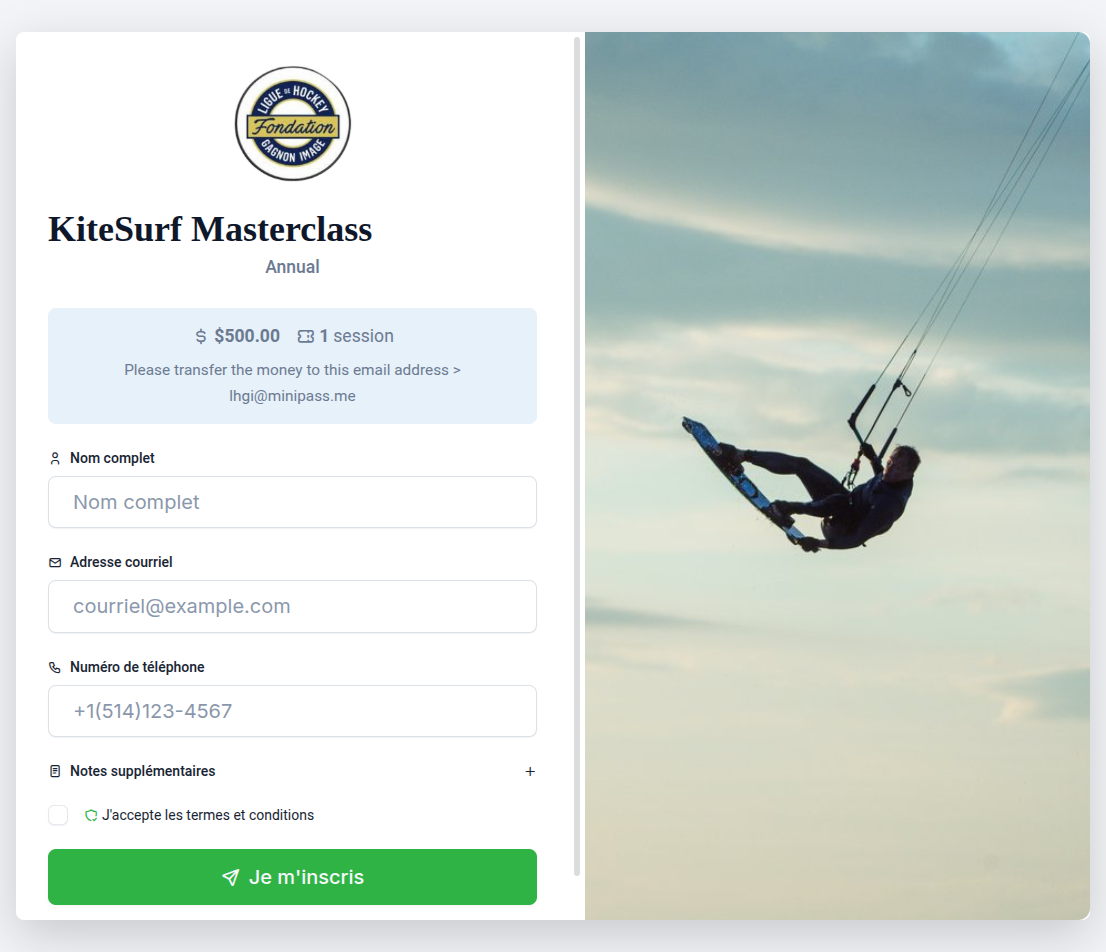 LIGUE DE HOCKEY
Fondation
GAGNON IMAGE
KiteSurf Masterclass
Annual
$ $500.00 1 session
Please transfer the money to this email address >
lhgi@minipass.me
Nom complet
Nom complet
Adresse courriel
courriel@example.com
Numéro de téléphone
+1(514)123-4567
Notes supplémentaires +
J'accepte les termes et conditions
Je m'inscris